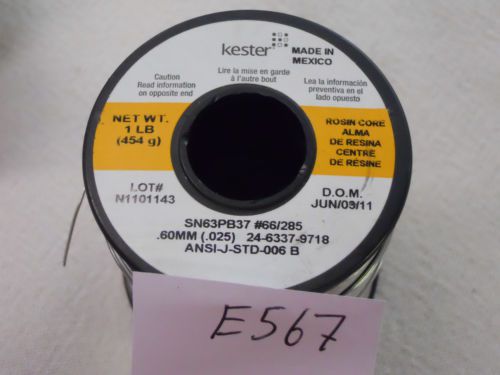 kester
MADE IN
MEXICO
Caution
Read information
on opposite end
Lire la mise en garde
à l'autre bout
Lea la información
preventiva en el
lado opuesto
NET WT.
1 LB
(454 g)
ROSIN CORE
ALMA
DE RESINA
CENTRE
DE RÉSINE
LOT#
N1101143
D.O.M.
JUN/03/11
SN63PB37 #66/285
.60MM (.025) 24-6337-9718
ANSI-J-STD-006 B
E567